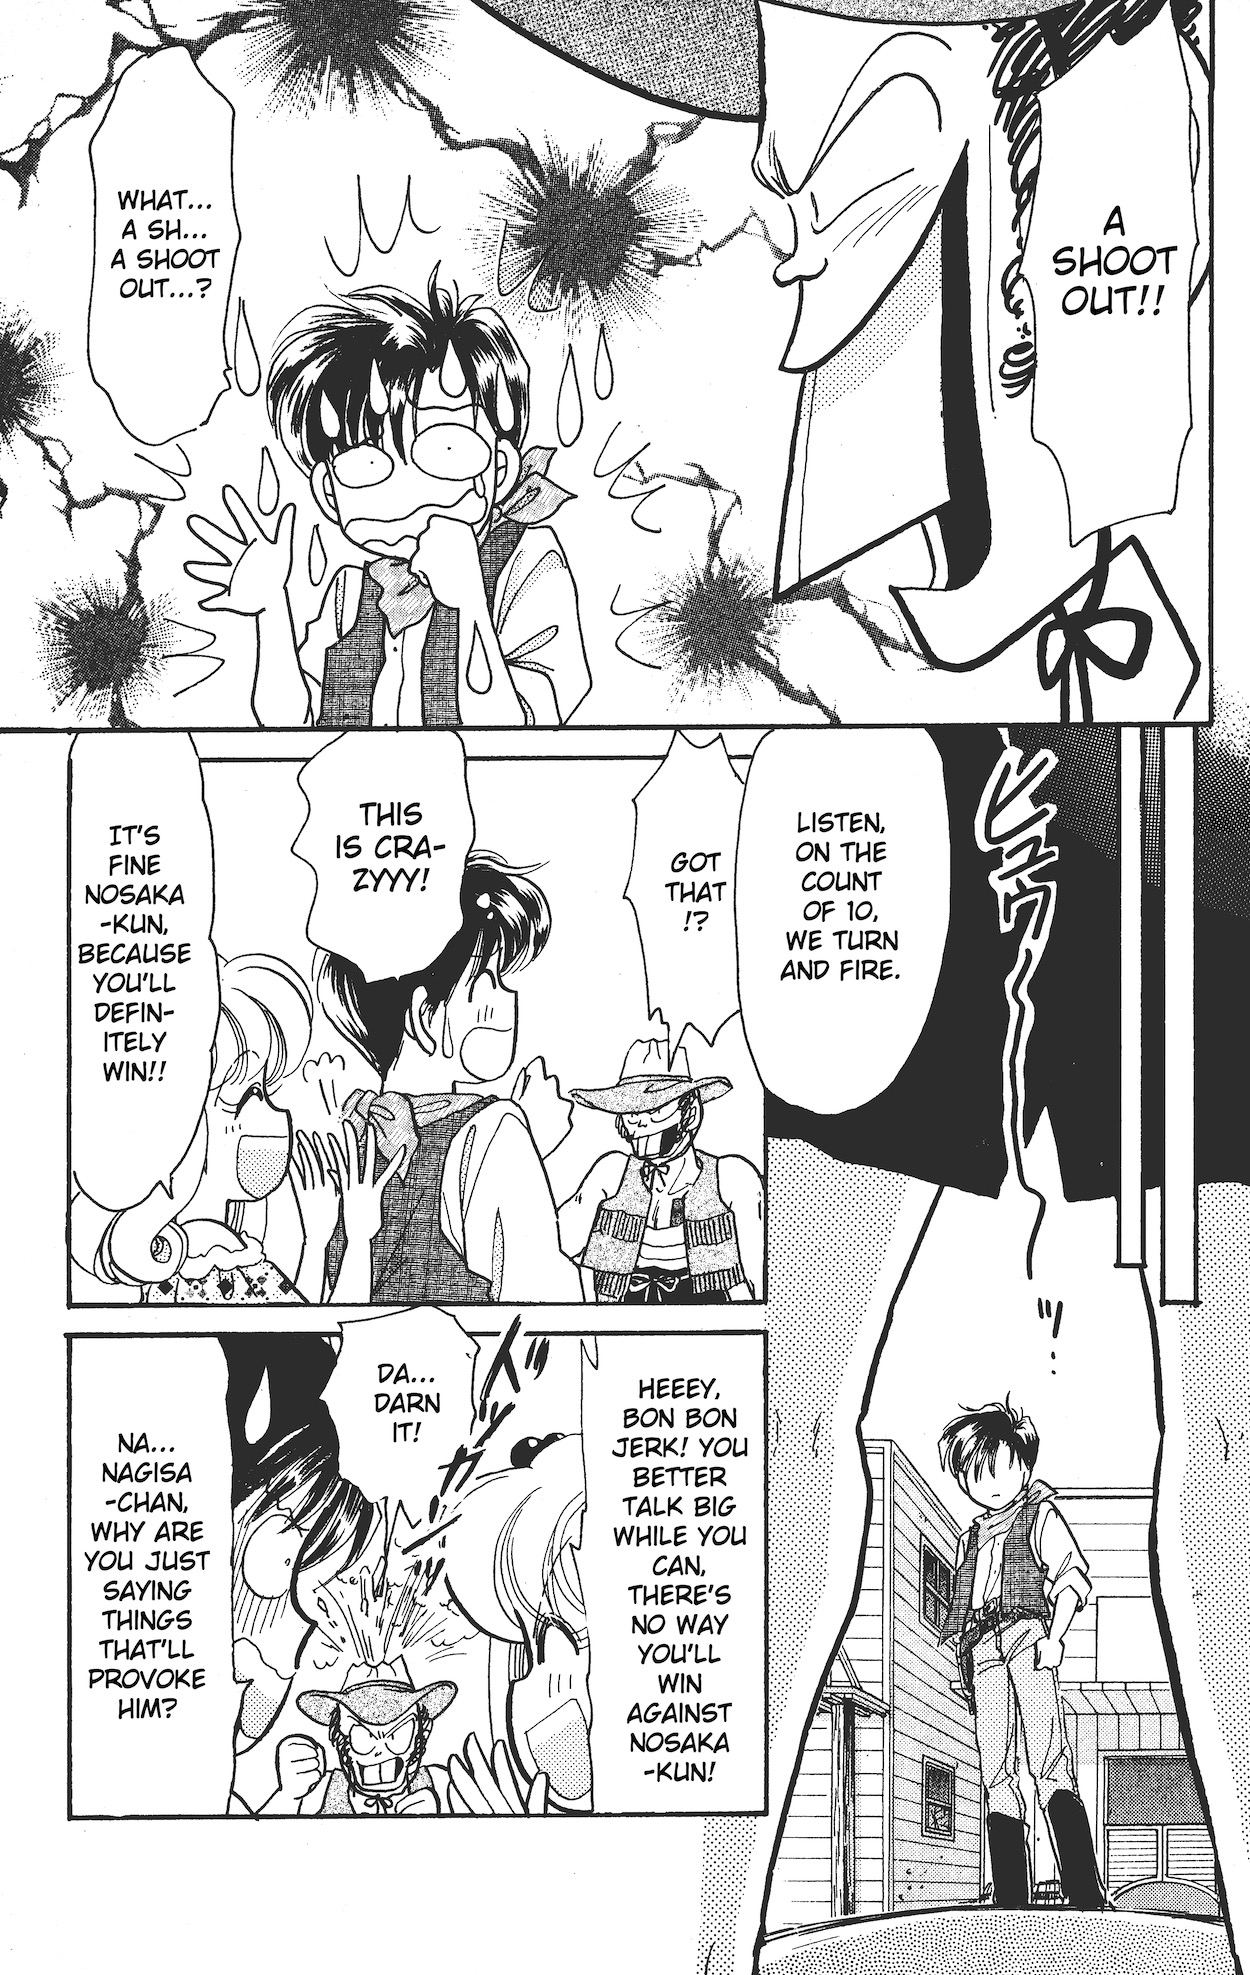 A
SHOOT
OUT!!
WHAT...
A SH...
A SHOOT
OUT...?
ヒュウ
LISTEN,
ON THE
COUNT
OF 10,
WE TURN
AND FIRE.
GOT
THAT
!?
THIS
IS CRA-
ZYYY!
IT'S
FINE
NOSAKA
-KUN,
BECAUSE
YOU'LL
DEFIN-
ITELY
WIN!!
HEEEY,
BON BON
JERK! YOU
BETTER
TALK BIG
WHILE YOU
CAN,
THERE'S
NO WAY
YOU'LL
WIN
AGAINST
NOSAKA
-KUN!
DA...
DARN
IT!
NA...
NAGISA
-CHAN,
WHY ARE
YOU JUST
SAYING
THINGS
THAT'LL
PROVOKE
HIM?